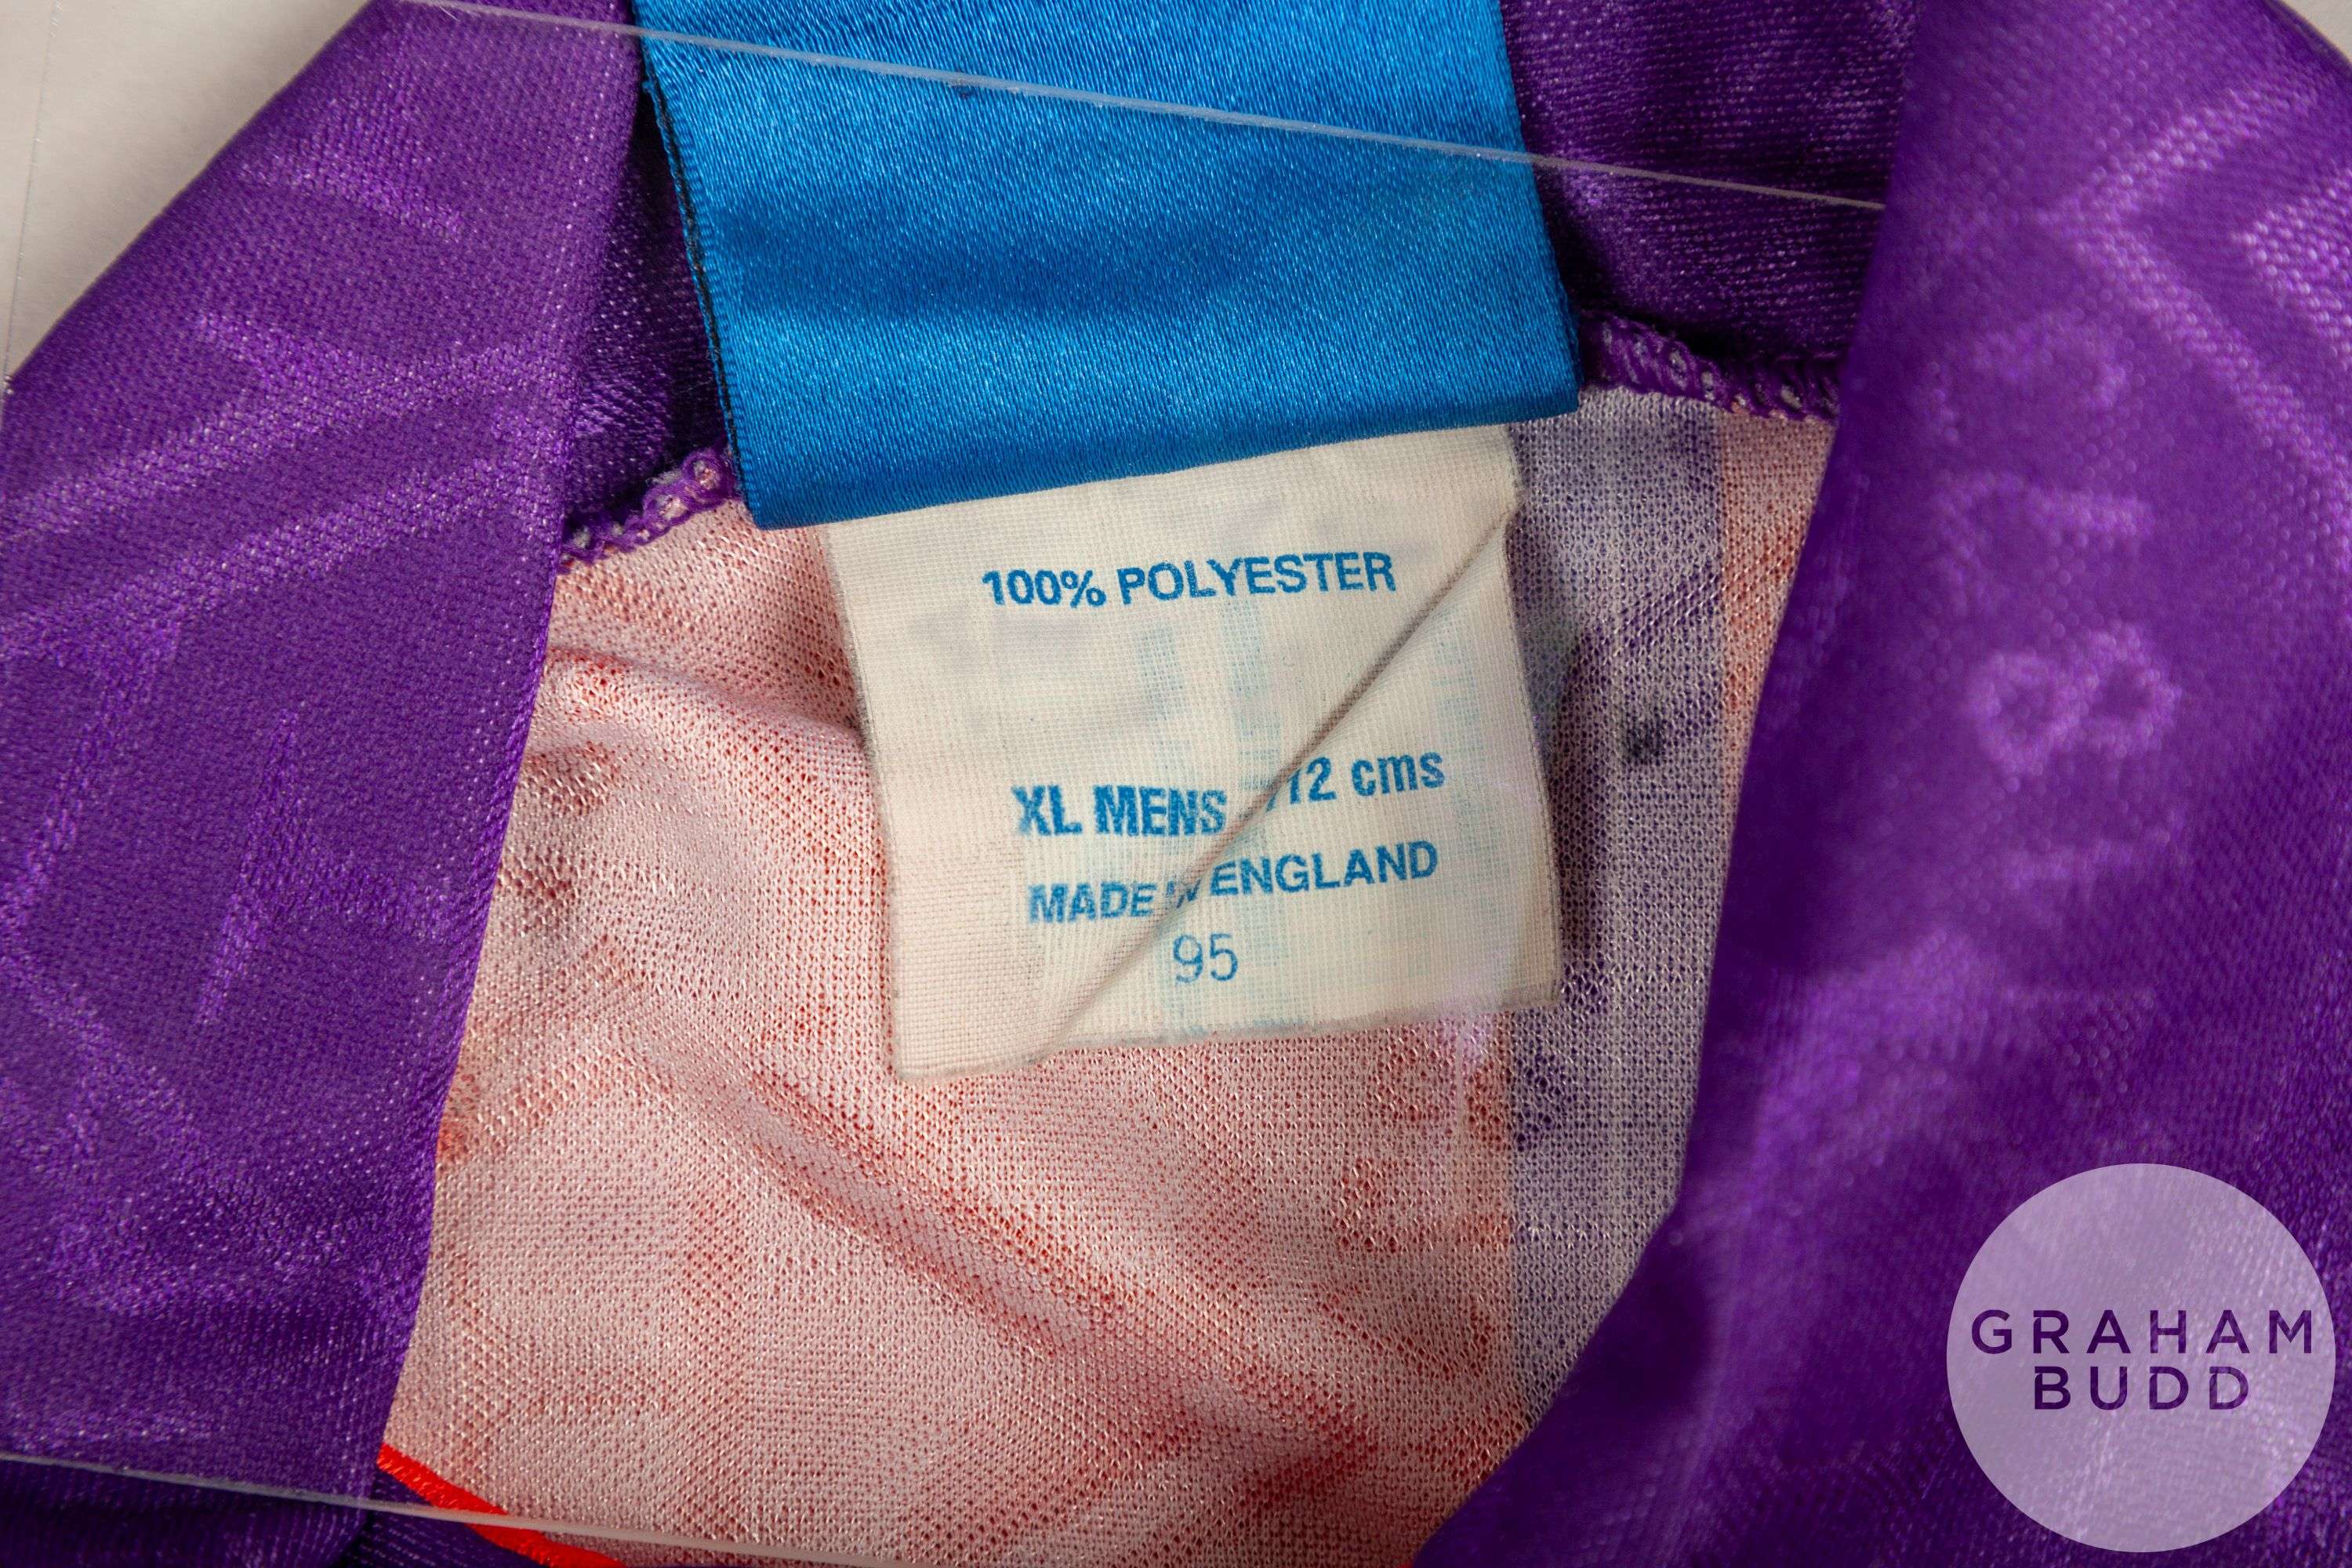 100% POLYESTER
XL MENS 112 cms
MADE IN ENGLAND
95
GRAHAM
BUDD